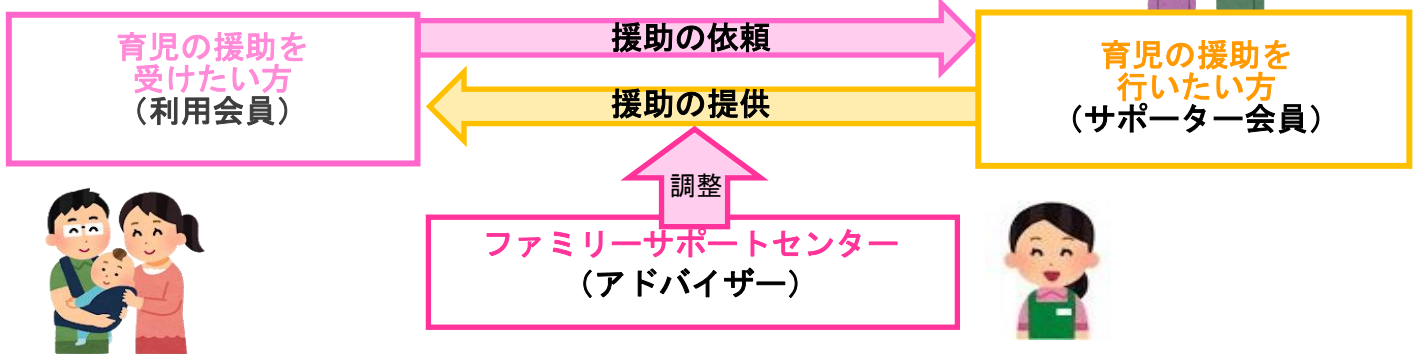 育児の援助を
受けたい方
（利用会員）
援助の依頼
援助の提供
育児の援助を
行いたい方
（サポーター会員）
調整
ファミリーサポートセンター
（アドバイザー）